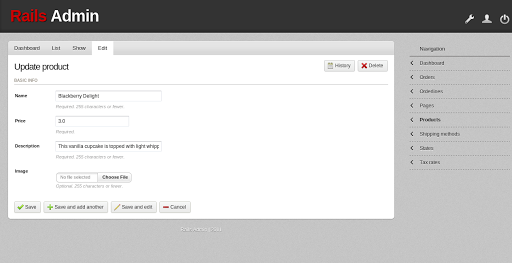 Rails Admin
Dashboard List Show Edit
Update product
History Delete
BASIC INFO
Name
Blackberry Delight
Required. 255 characters or fewer.
Price
3.0
Required
Description
This vanilla cupcake is topped with light whipp
Required. 255 characters or fewer.
Image
No file selected Choose File
Optional. 255 characters or fewer.
Save Save and add another Save and edit Cancel
Navigation
Dashboard
Orders
Pages
Products
Shipping methods
States
Tax rates